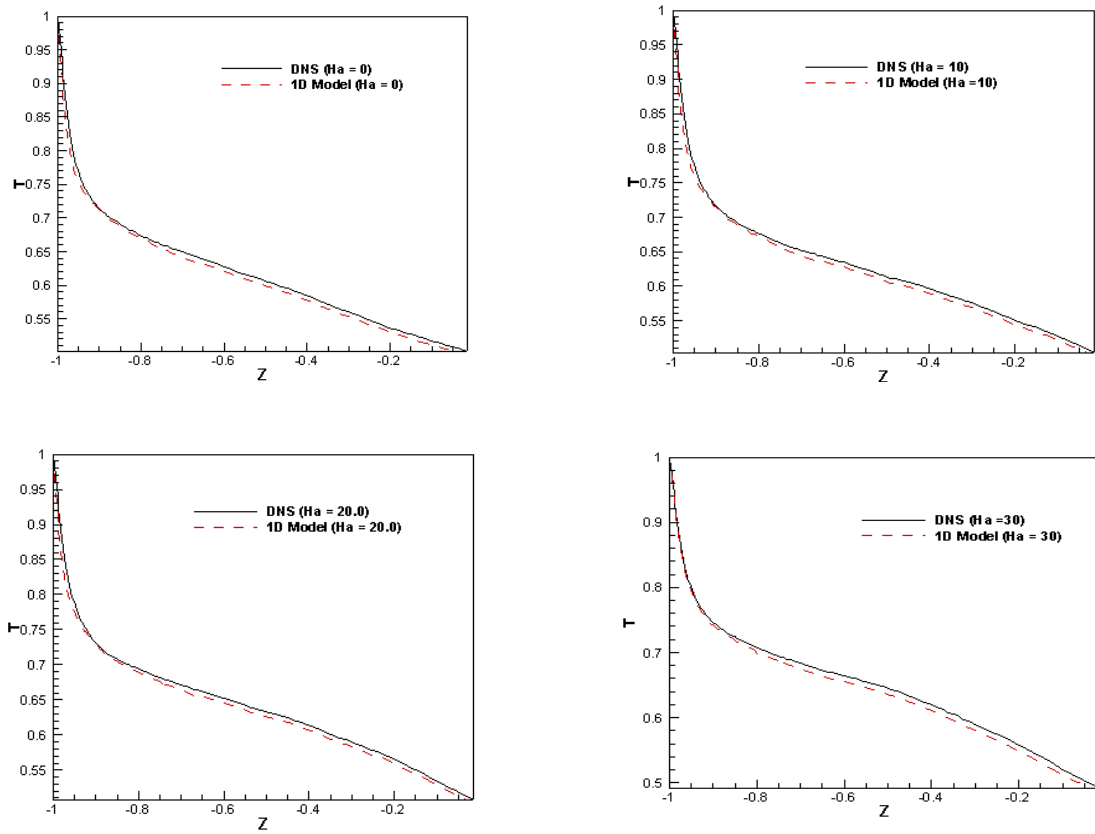 1
0.95
0.9
0.85
0.8
T 0.75
0.7
0.65
0.6
0.55
-1 -0.8 -0.6 -0.4 -0.2
Z
DNS (Ha = 0)
1D Model (Ha = 0)
1
0.95
0.9
0.85
0.8
T 0.75
0.7
0.65
0.6
0.55
-1 -0.8 -0.6 -0.4 -0.2
Z
DNS (Ha = 10)
1D Model (Ha =10)
1
0.95
0.9
0.85
0.8
T 0.75
0.7
0.65
0.6
0.55
-1 -0.8 -0.6 -0.4 -0.2
Z
DNS (Ha = 20.0)
1D Model (Ha = 20.0)
1
0.9
0.8
T 0.7
0.6
0.5
-1 -0.8 -0.6 -0.4 -0.2
Z
DNS (Ha =30)
1D Model (Ha = 30)